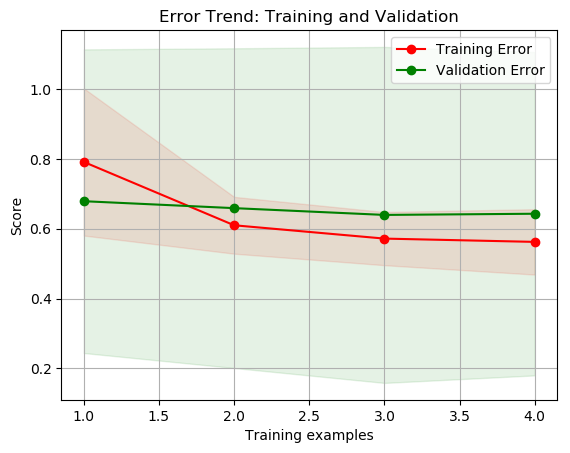 Error Trend: Training and Validation
Training Error
Validation Error
Score
1.0
0.8
0.6
0.4
0.2
1.0 1.5 2.0 2.5 3.0 3.5 4.0
Training examples